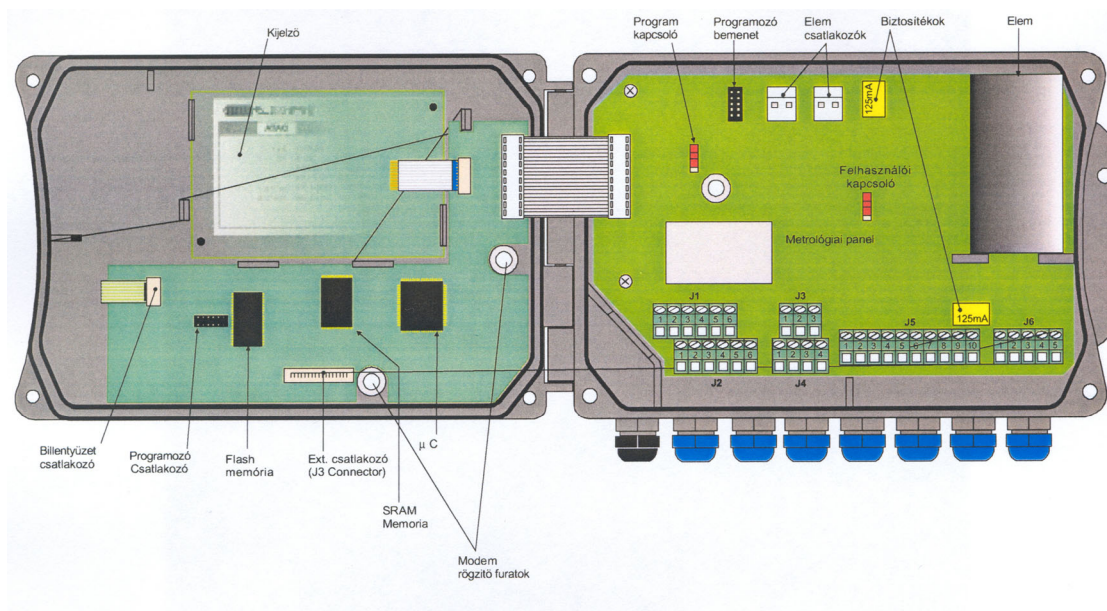 Kijelzö
Program
kapcsoló
Programozó
bemenet
Elem
csatlakozók
Biztosítékok
Elem
125mA
Felhasználói
kapcsoló
Metrológiai panel
125mA
J1
1 2 3 4 5 6
J3
1 2 3
J5
1 2 3 4 5 6 7 8 9 10
J6
1 2 3 4 5
1 2 3 4 5 6
J2
1 2 3 4
J4
Billentyüzet
csatlakozó
Programozó
Csatlakozó
Flash
memória
Ext. csatlakozó
(J3 Connector)
μ C
SRAM
Memoria
Modem
rögzitö furatok